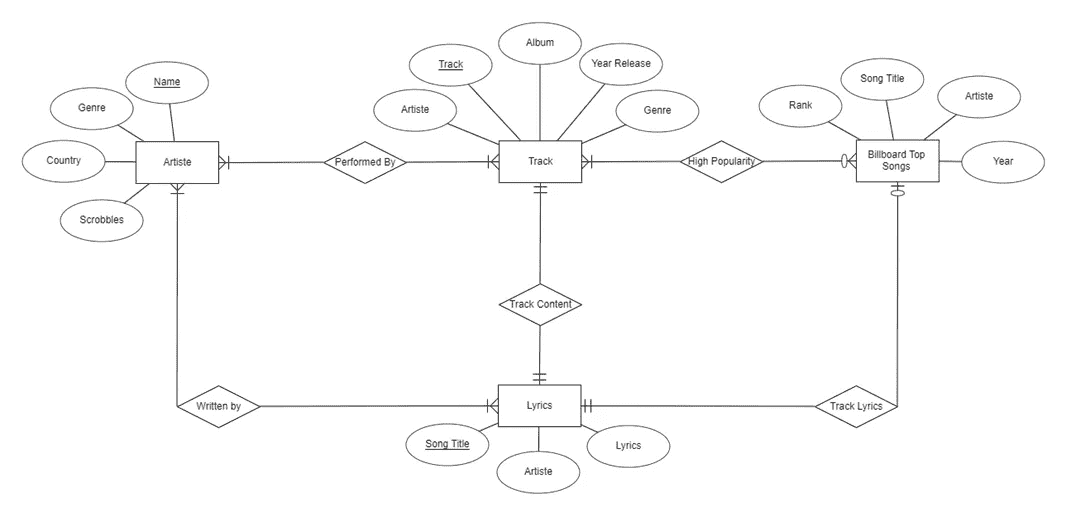 Album
Track
Year Release
Song Title
Name
Artiste
Rank
Genre
Artiste
Genre
Country
Artiste
Performed By
Track
High Popularity
Billboard Top
Songs
Year
Scrobbles
Track Content
Written by
Lyrics
Track Lyrics
Song Title
Lyrics
Artiste